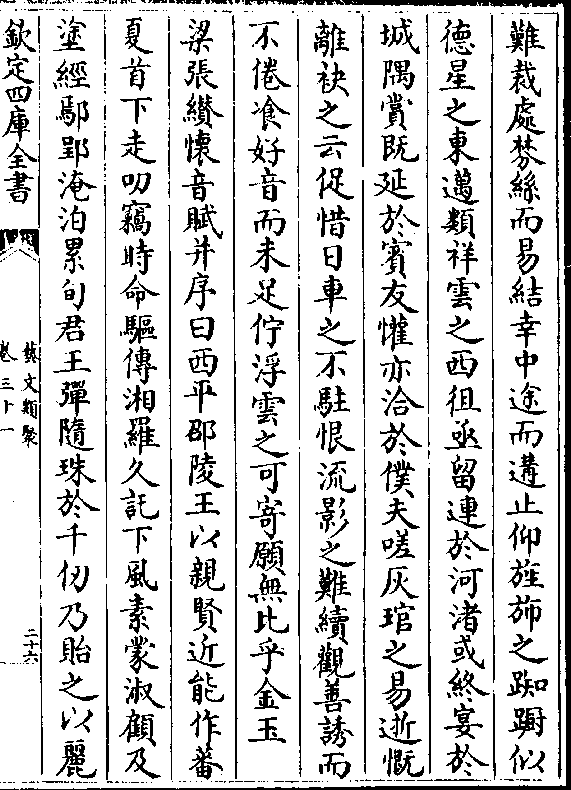 難裁處棼絲而易結幸中途而遘止仰旌斾之踟蹰似
德星之東邁類祥雲之西徂亟留連於河渚或終宴於
城隅賞既延於賓友懽亦洽於僕夫嗟灰琯之易逝慨
離袂之云促惜日車之不駐恨流影之難續觀善誘而
不倦飡好音而未足佇浮雲之可寄願無比乎金玉
梁張纘懐音賦并序曰西平邵陵王以親賢近能作蕃
夏首下走叨竊時命驅傳湘羅久託下風素蒙淑顧及
塗經鄢郢淹泊累旬君王彈隨珠於千仞乃貽之以麗
欽定四庫全書
藝文類聚
卷三十一
二十六